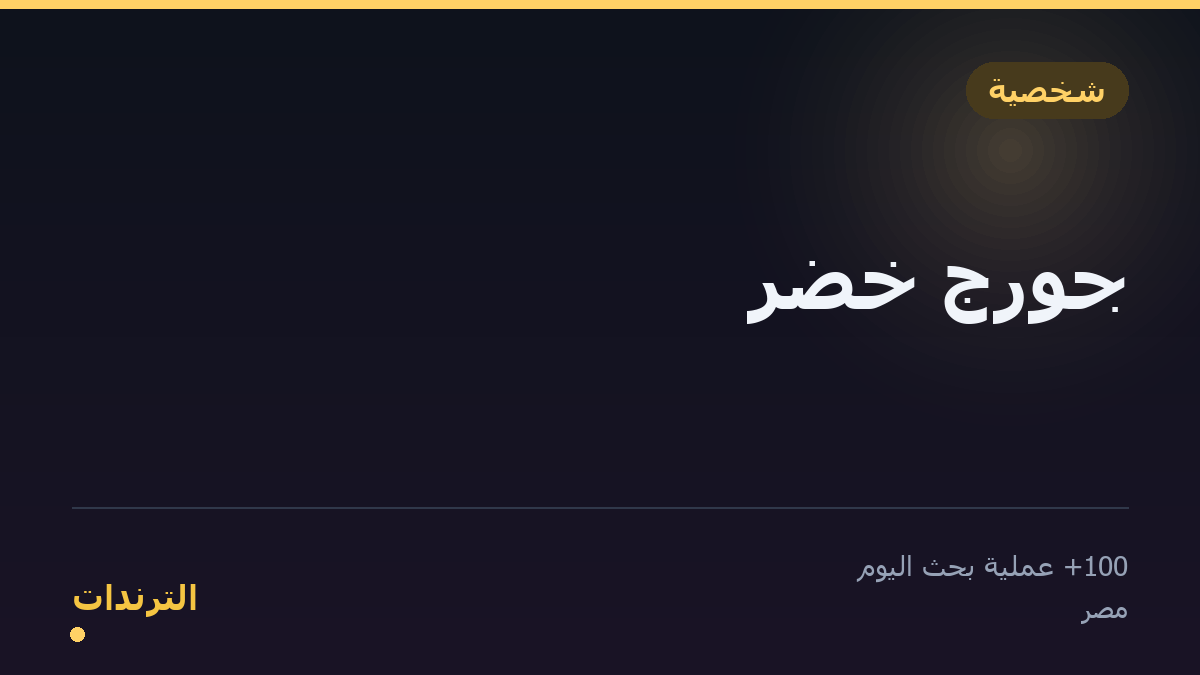 شخصية
جورج خضر
100+ عملية بحث اليوم
مصر
الترندات